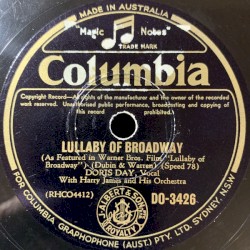 MADE IN AUSTRALIA
"Magic Notes"
TRADE MARK
Columbia
Copyright Record—All rights of the manufacturer and the owner of the recorded
work reserved. Unauthorised public performance, broadcasting and copying of
this record prohibited.
LULLABY OF BROADWAY
(As Featured in Warner Bros. Film "Lullaby of
Broadway") (Dubin & Warren) (Speed 78)
DORIS DAY, Vocal
With Harry James and His Orchestra
(RHCO4412)
DO-3426
J. ALBERT & SON
ROYALTY
FOR COLUMBIA GRAPHOPHONE (AUST.) PTY. LTD. SYDNEY, N.S.W.